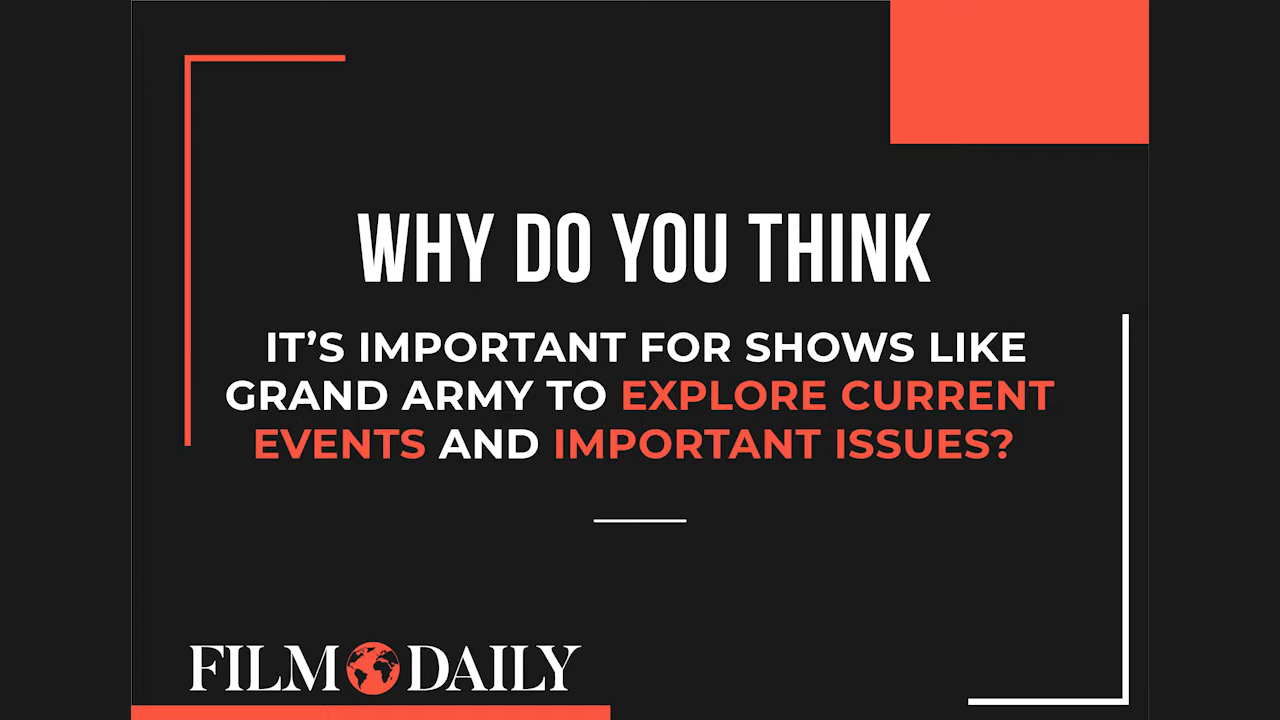 WHY DO YOU THINK
IT’S IMPORTANT FOR SHOWS LIKE
GRAND ARMY TO EXPLORE CURRENT
EVENTS AND IMPORTANT ISSUES?
FILM DAILY